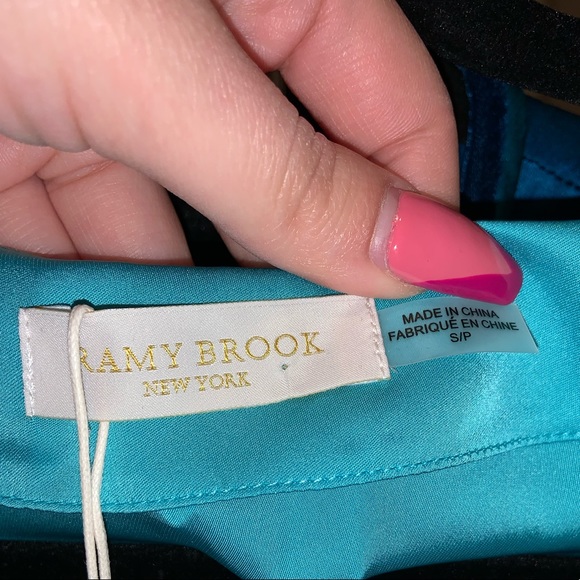 RAMY BROOK
NEW YORK
MADE IN CHINA
FABRIQUÉ EN CHINE
S/P